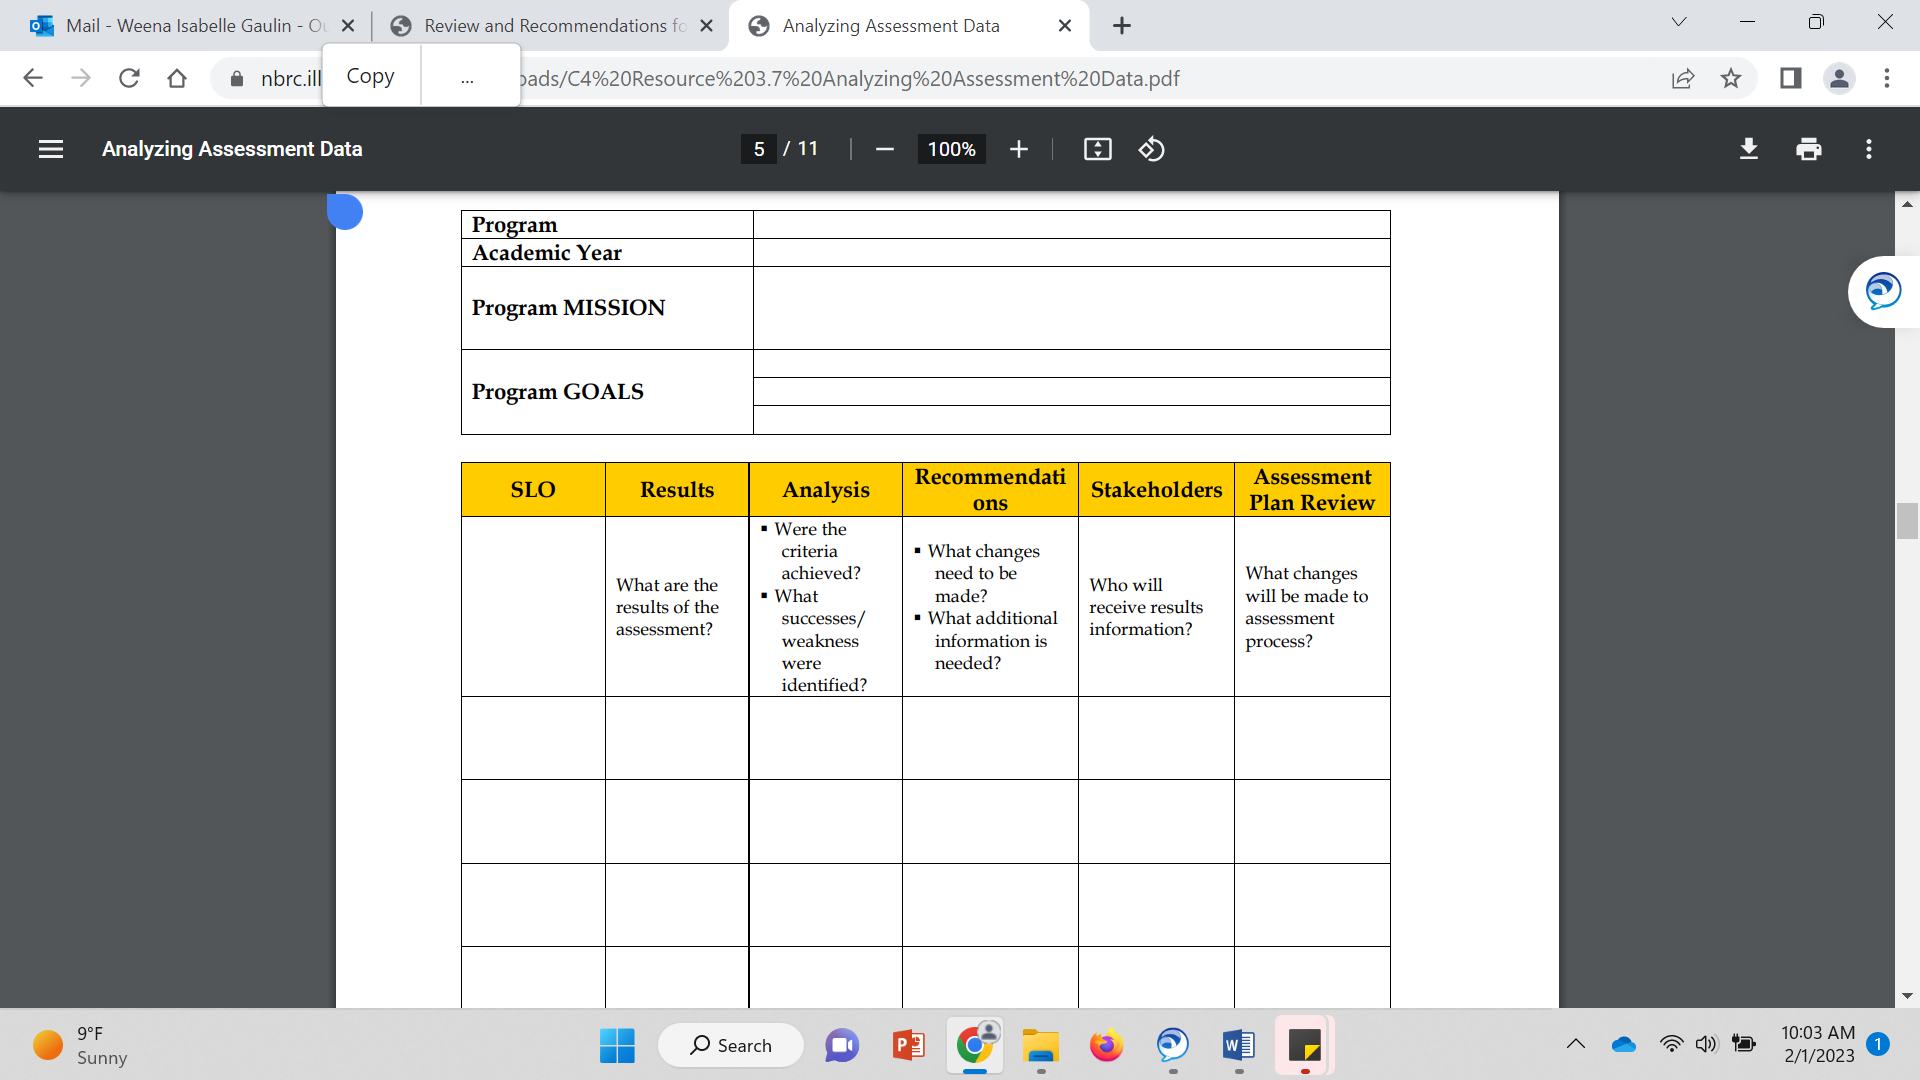 Mail - Weena Isabelle Gaulin - Ou
Review and Recommendations fo
Analyzing Assessment Data
nbrc.ill
Copy
...
oads/C4%20Resource%203.7%20Analyzing%20Assessment%20Data.pdf
Analyzing Assessment Data
5 / 11
100%
Program
Academic Year
Program MISSION
Program GOALS
SLO
Results
Analysis
Recommendati
ons
Stakeholders
Assessment
Plan Review
What are the
results of the
assessment?
▪ Were the
criteria
achieved?
▪ What
successes/
weakness
were
identified?
▪ What changes
need to be
made?
▪ What additional
information is
needed?
Who will
receive results
information?
What changes
will be made to
assessment
process?
9°F
Sunny
Search
10:03 AM
2/1/2023
1